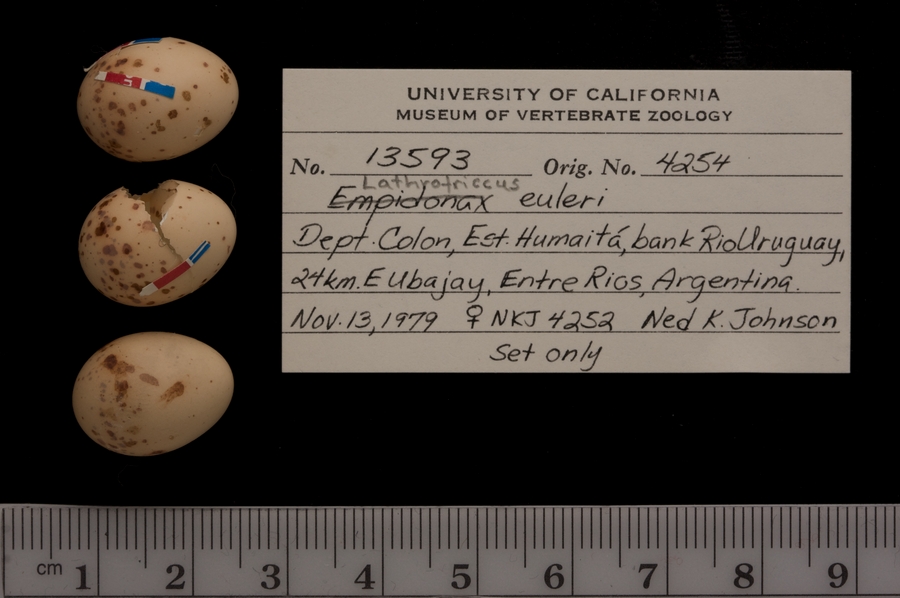 UNIVERSITY OF CALIFORNIA
MUSEUM OF VERTEBRATE ZOOLOGY
No. 13593 Orig. No. 4254
Lathrotriccus
Empidonax euleri
Dept. Colon, Est. Humaitá, bank Rio Uruguay,
24km. E Ubajay, Entre Rios, Argentina.
Nov. 13, 1979 ♀ NKJ 4252 Ned K. Johnson
Set only
cm 1 2 3 4 5 6 7 8 9